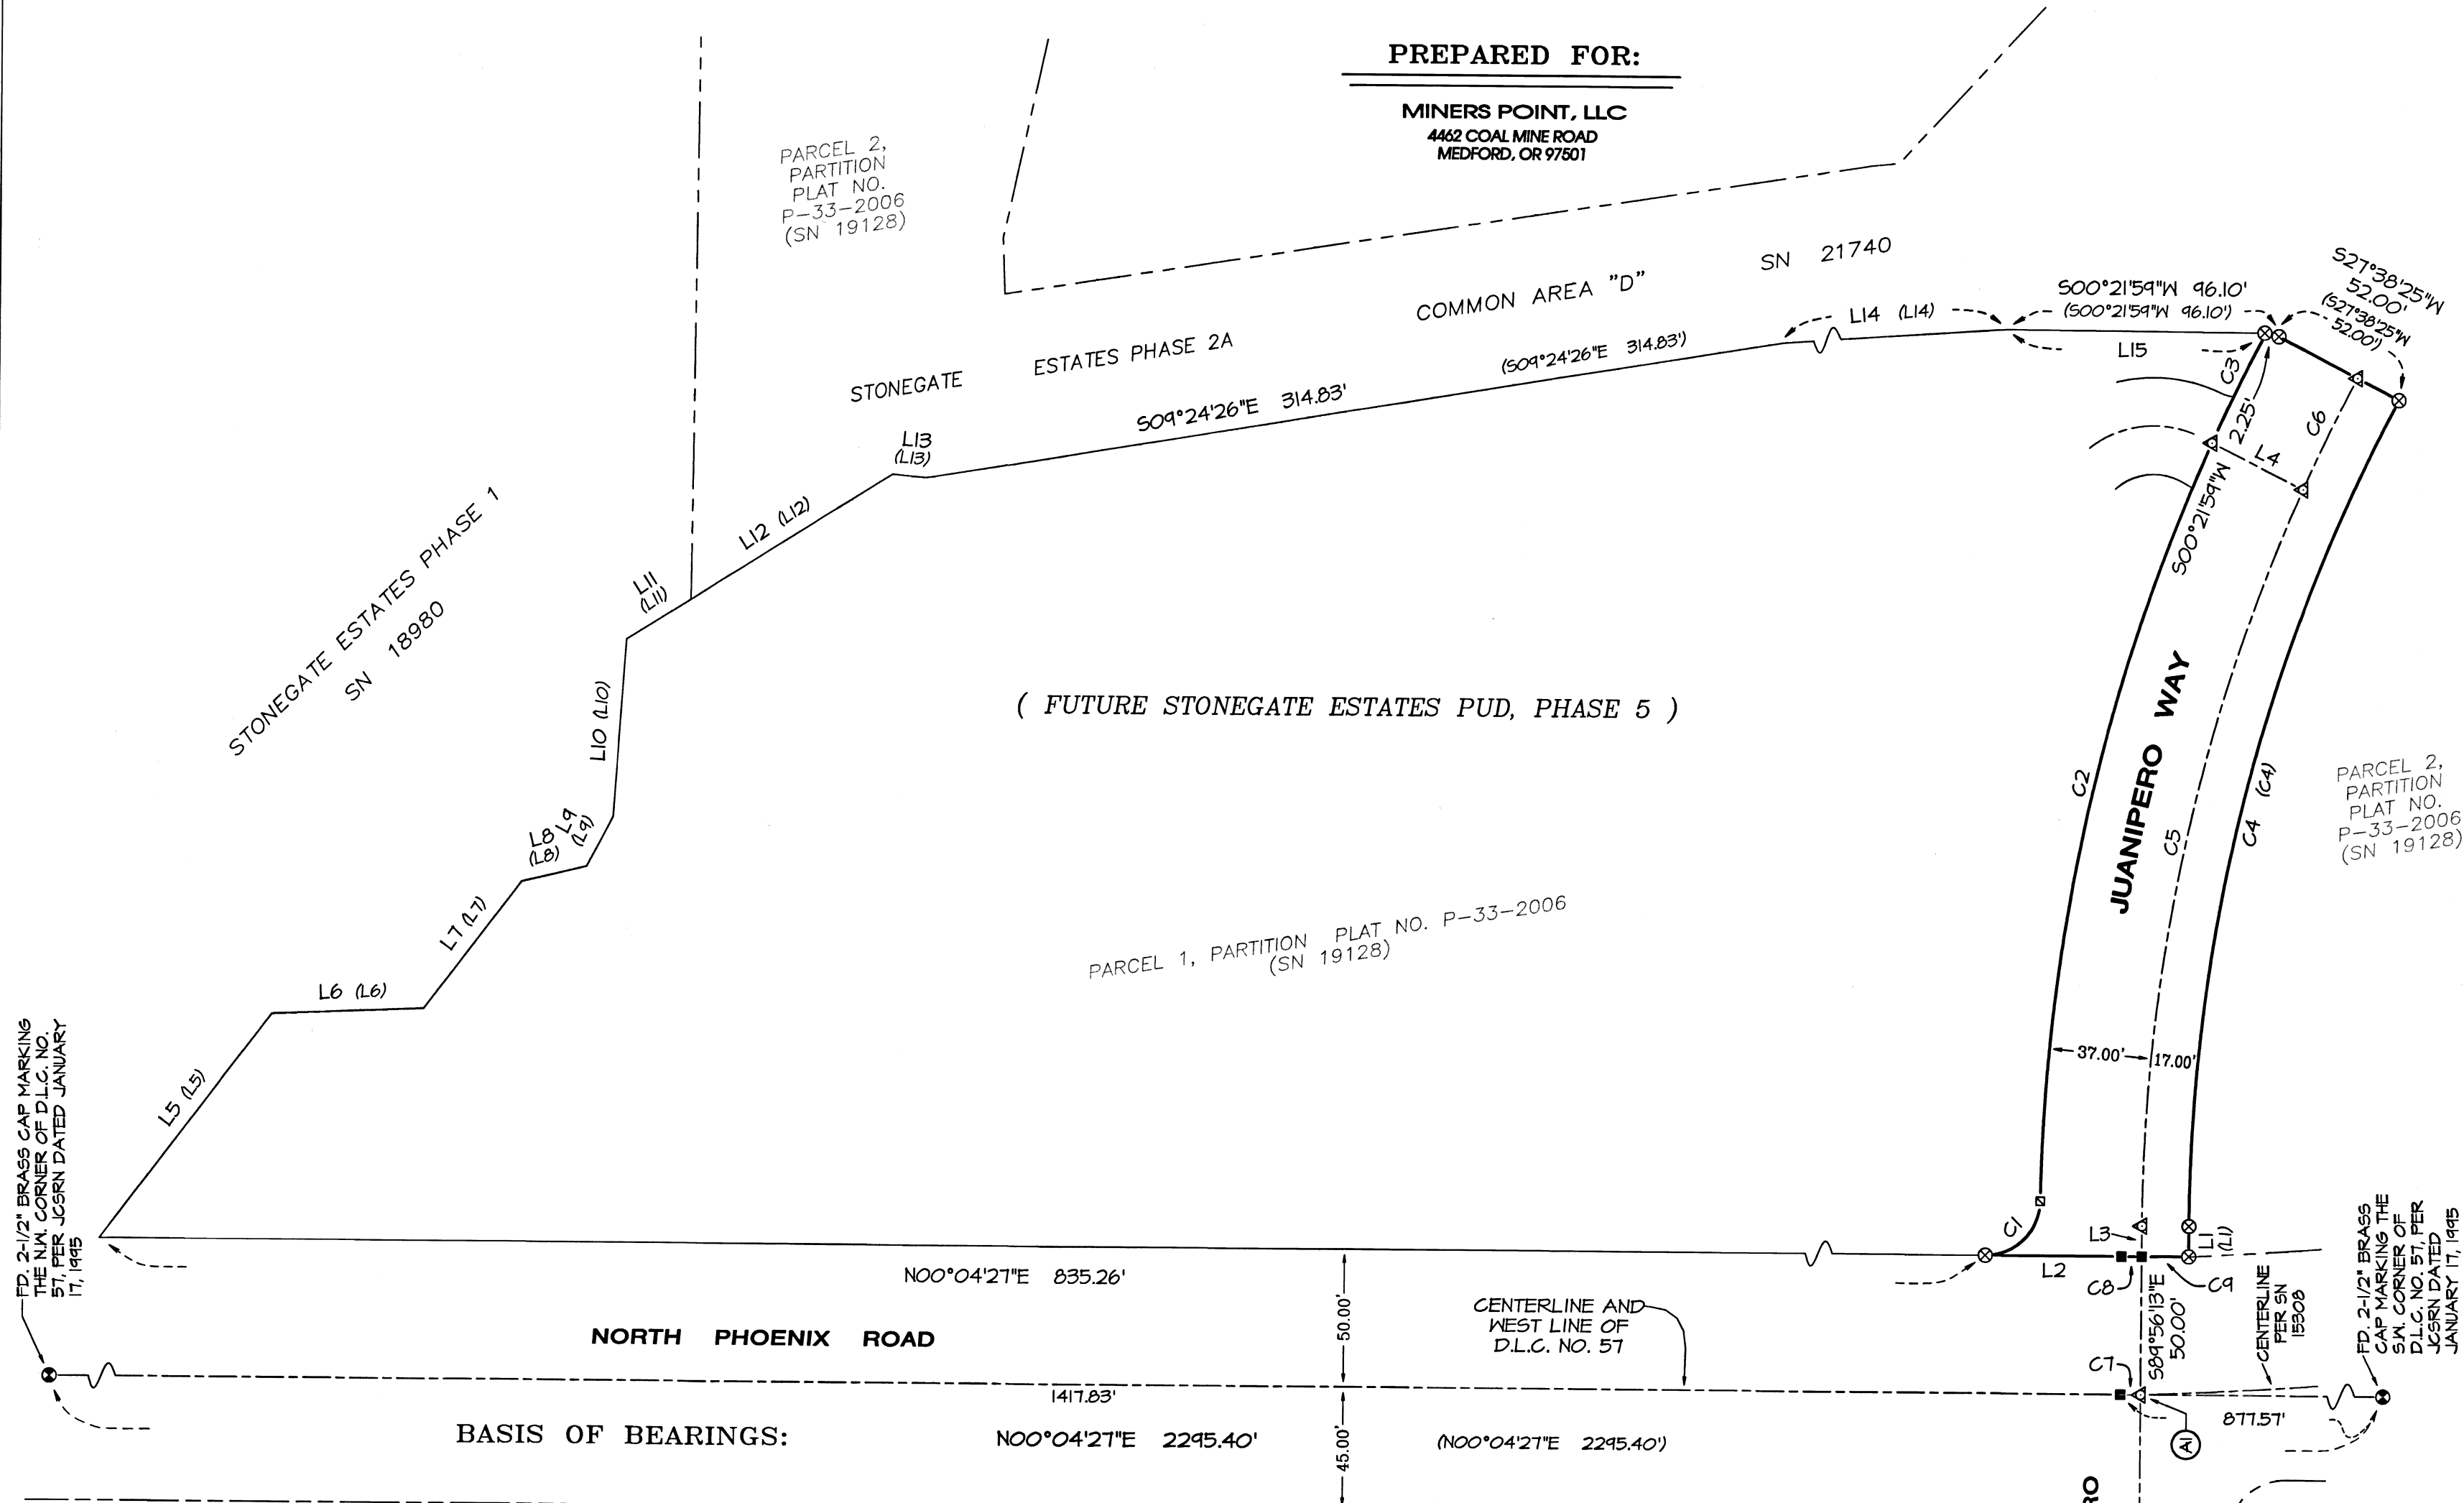 PREPARED FOR:
MINERS POINT, LLC
4462 COAL MINE ROAD
MEDFORD, OR 97501
PARCEL 2,
PARTITION
PLAT NO.
P-33-2006
(SN 19128)
STONEGATE ESTATES PHASE 2A
COMMON AREA "D"
SN 21740
S09°24'26"E 314.83'
(S09°24'26"E 314.83')
L14 (L14)
S00°21'59"W 96.10'
(S00°21'59"W 96.10')
L15
S27°38'25"W
52.00'
(S27°38'25"W
52.00')
C3
2.25'
S00°21'59"W
L4
C6
L13
(L13)
L12 (L12)
L11
(L11)
L10 (L10)
L9
(L9)
L8
(L8)
L7 (L7)
L6 (L6)
L5 (L5)
STONEGATE ESTATES PHASE 1
SN 18980
( FUTURE STONEGATE ESTATES PUD, PHASE 5 )
PARCEL 1, PARTITION PLAT NO. P-33-2006
(SN 19128)
C2
JUANIPERO WAY
C5
C4 (C4)
PARCEL 2,
PARTITION
PLAT NO.
P-33-2006
(SN 19128)
37.00'
17.00'
C1
L3
L1
(L1)
L2
C8
C9
S89°56'13"E
50.00'
CENTERLINE
PER SN
15308
C7
A1
877.57'
FD. 2-1/2" BRASS CAP MARKING
THE N.W. CORNER OF D.L.C. NO.
57, PER JCSRN DATED JANUARY
17, 1995
FD. 2-1/2" BRASS
CAP MARKING THE
S.W. CORNER OF
D.L.C. NO. 57, PER
JCSRN DATED
JANUARY 17, 1995
N00°04'27"E 835.26'
50.00'
CENTERLINE AND
WEST LINE OF
D.L.C. NO. 57
NORTH PHOENIX ROAD
1417.83'
BASIS OF BEARINGS:
N00°04'27"E 2295.40'
(N00°04'27"E 2295.40')
45.00'
RO